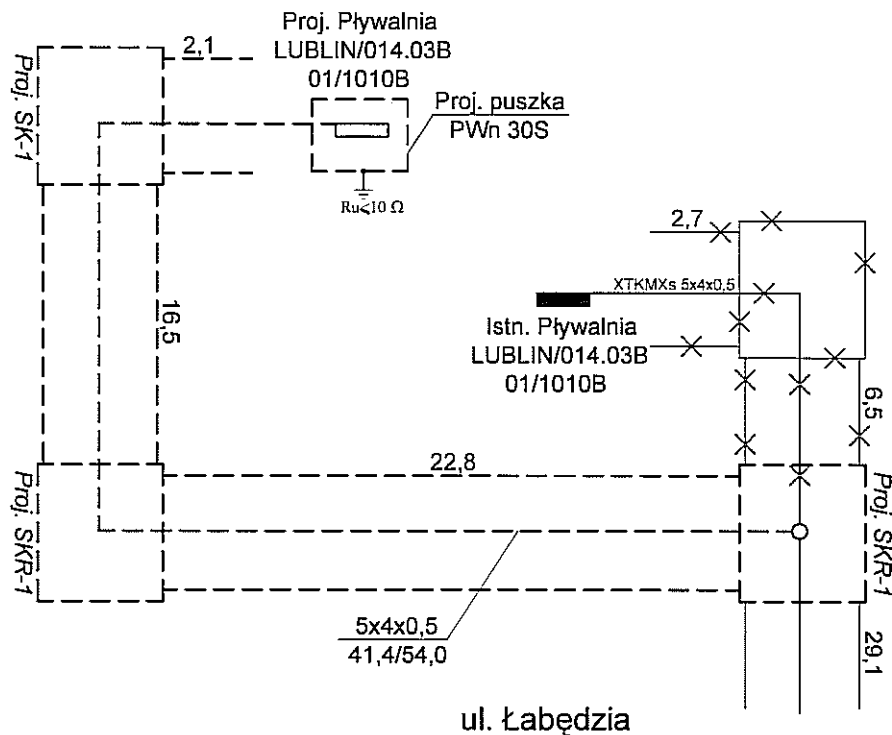 Proj. Pływalnia
LUBLIN/014.03B
01/1010B
2,1
Proj. SK-1
Proj. puszka
PWn 30S
Ru≤10 Ω
2,7
XTKMXs 5x4x0,5
Istn. Pływalnia
LUBLIN/014.03B
01/1010B
16,5
6,5
22,8
Proj. SKR-1
Proj. SKR-1
5x4x0,5
41,4/54,0
29,1
ul. Łabędzia